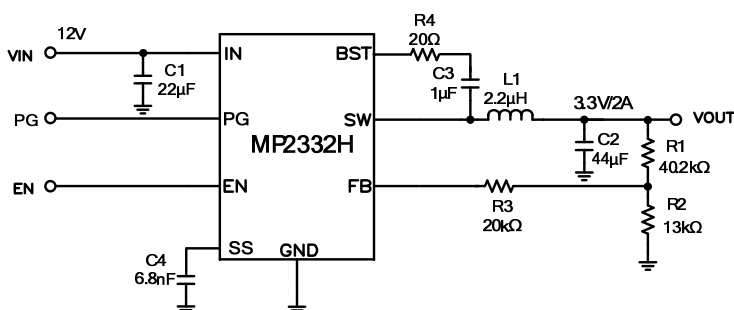 R4
12V
20Ω
VIN
IN
BST
C1
22µF
C3
1µF
L1
2.2µH
3.3V/2A
PG
PG
SW
VOUT
MP2332H
C2
44µF
R1
40.2kΩ
EN
EN
FB
R3
20kΩ
R2
13kΩ
SS
GND
C4
6.8nF